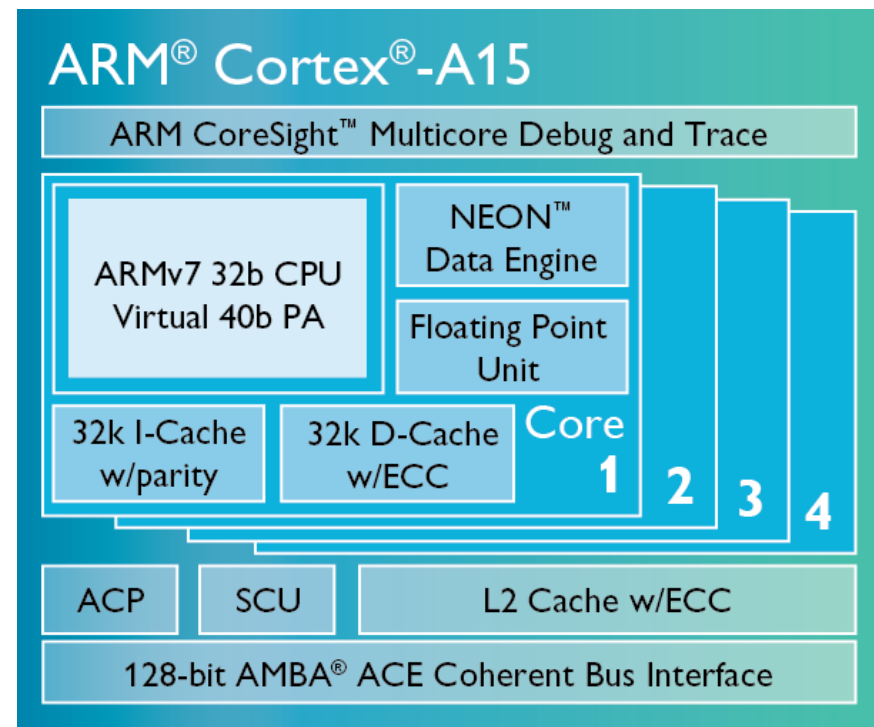 ARM® Cortex®-A15
ARM CoreSight™ Multicore Debug and Trace
ARMv7 32b CPU
Virtual 40b PA
NEON™
Data Engine
Floating Point
Unit
32k I-Cache
w/parity
32k D-Cache
w/ECC
Core
1
2
3
4
ACP
SCU
L2 Cache w/ECC
128-bit AMBA® ACE Coherent Bus Interface